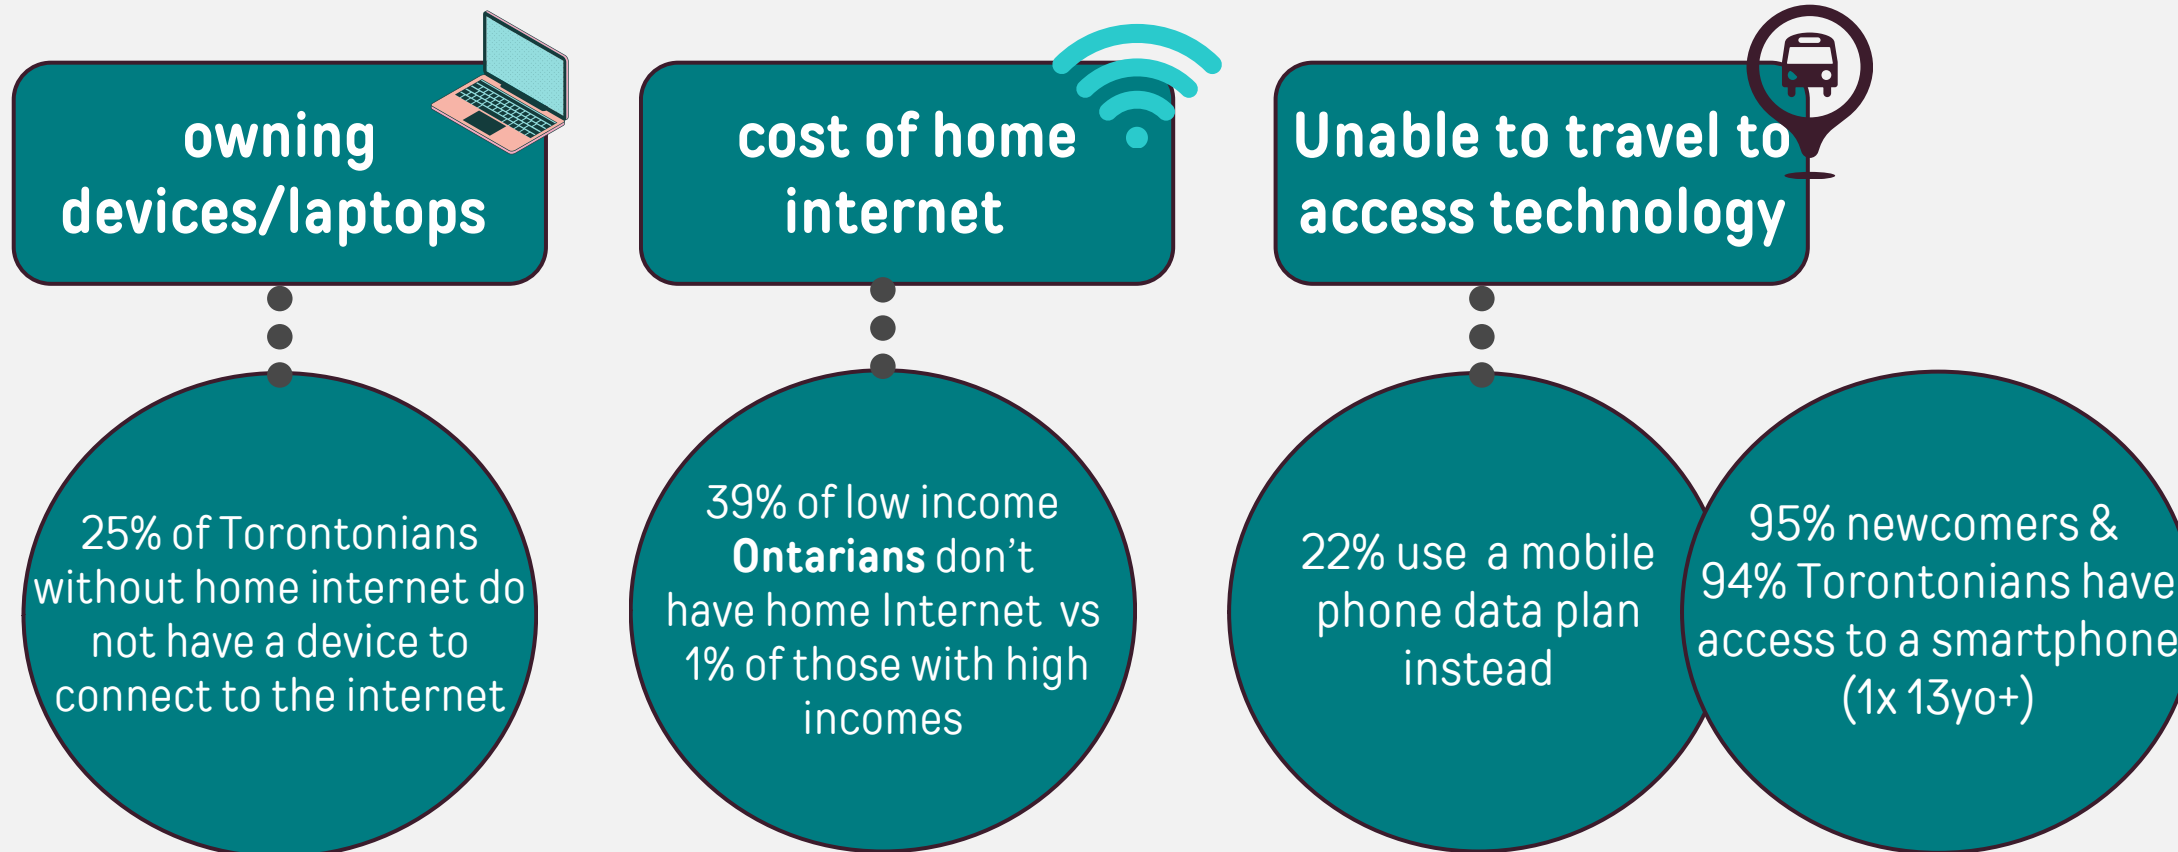 owning
devices/laptops
cost of home
internet
Unable to travel to
access technology
25% of Torontonians
without home internet do
not have a device to
connect to the internet
39% of low income
Ontarians don't
have home Internet vs
1% of those with high
incomes
22% use a mobile
phone data plan
instead
95% newcomers &
94% Torontonians have
access to a smartphone
(1x 13yo+)